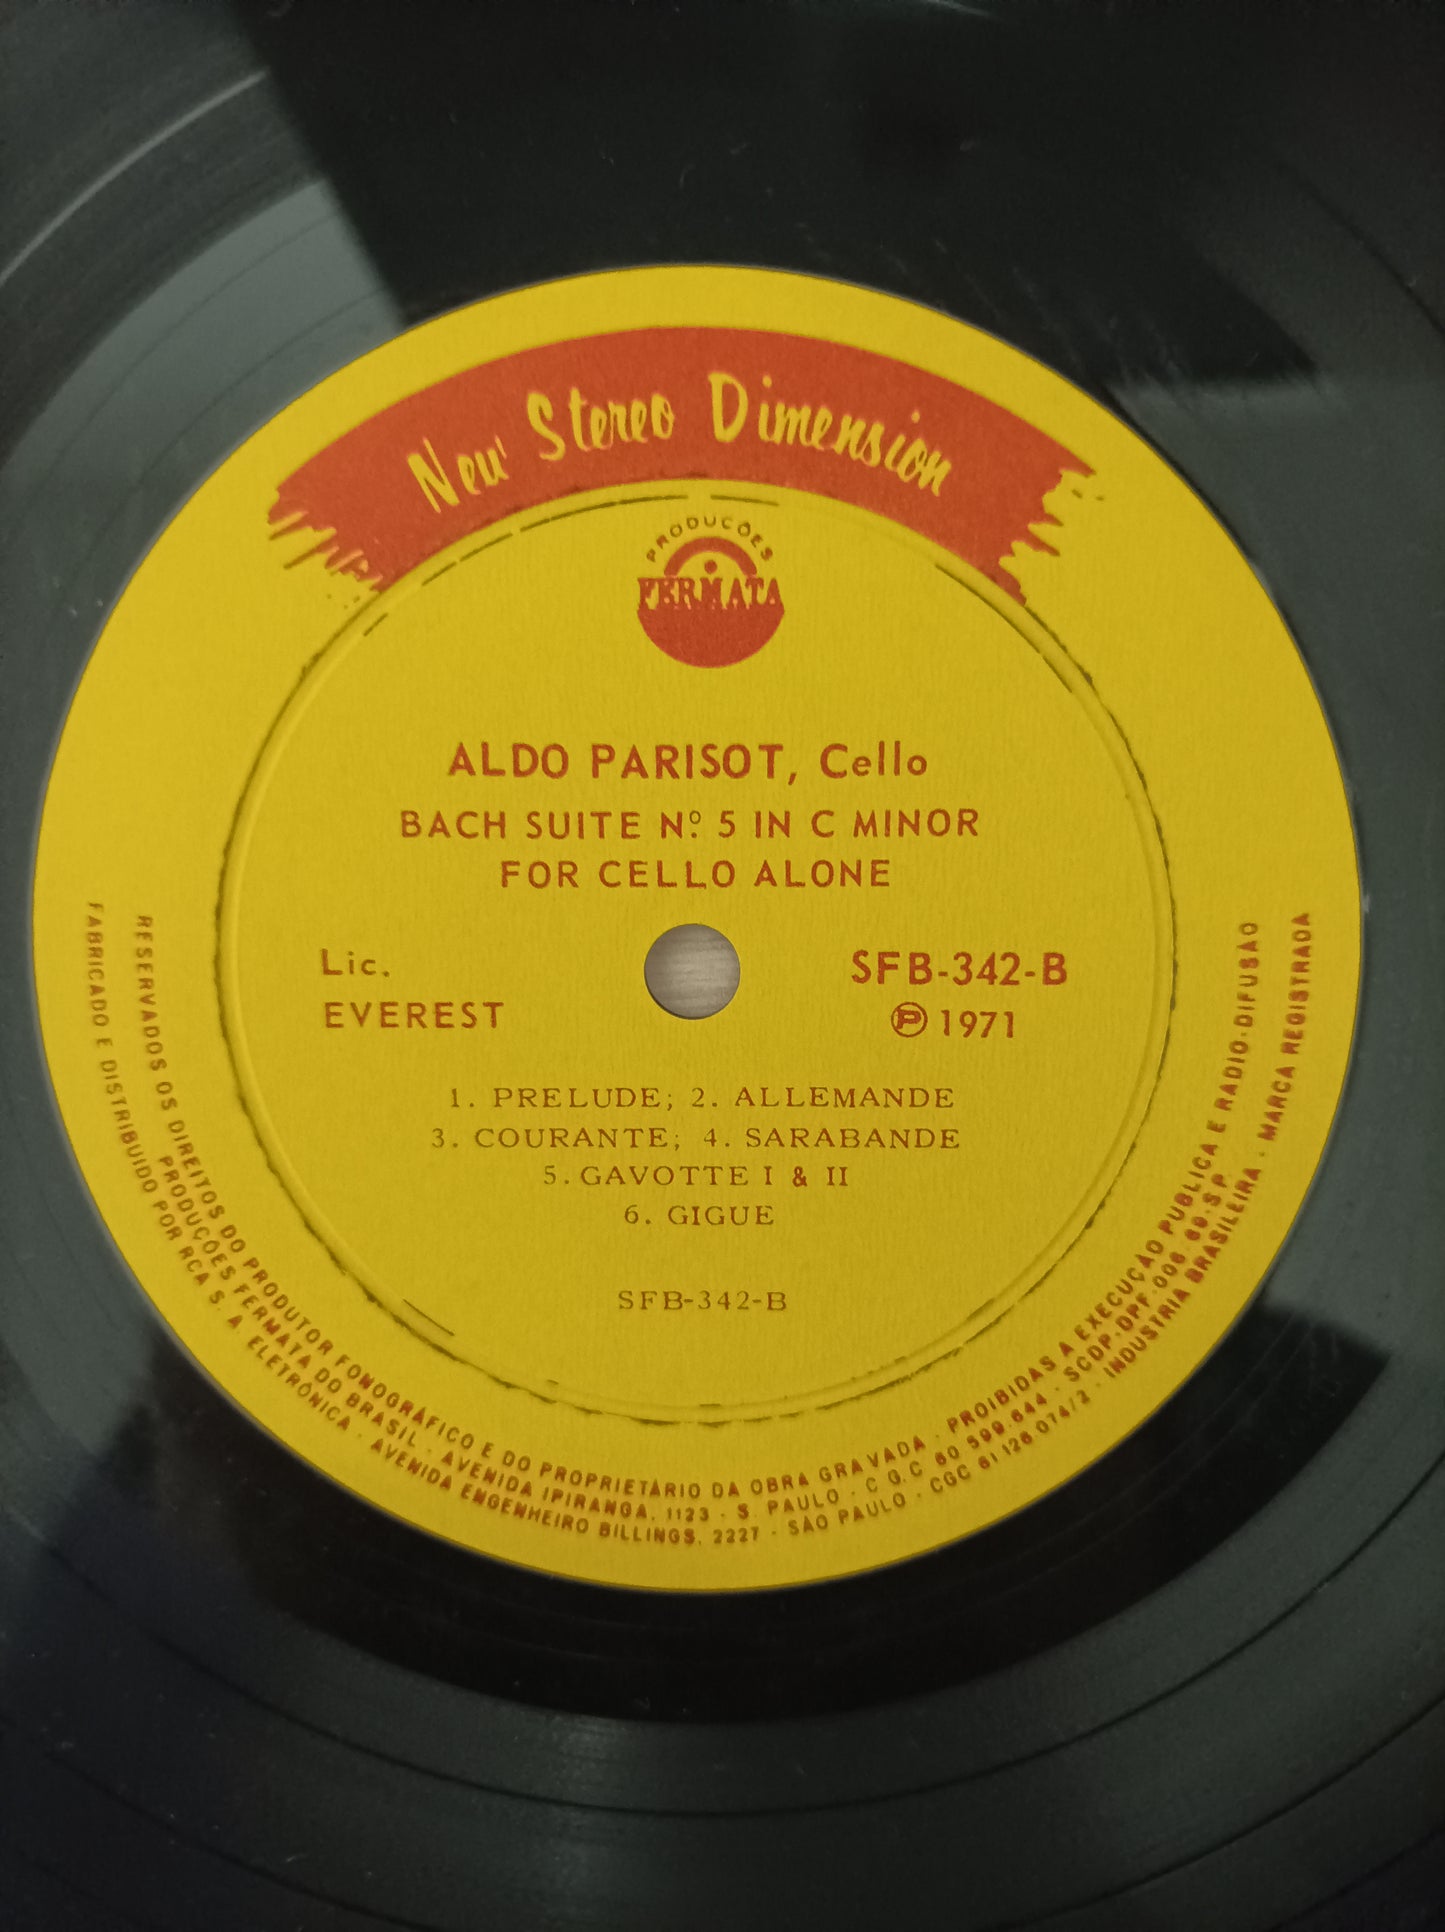 New Stereo Dimension
PRODUÇÕES
FERMATA
ALDO PARISOT, Cello
BACH SUITE Nº 5 IN C MINOR
FOR CELLO ALONE
Lic.
EVEREST
SFB-342-B
Ⓟ 1971
1. PRELUDE; 2. ALLEMANDE
3. COURANTE; 4. SARABANDE
5. GAVOTTE I & II
6. GIGUE
SFB-342-B
RESERVADOS OS DIREITOS DO PRODUTOR FONOGRÁFICO E DO PROPRIETÁRIO DA OBRA GRAVADA · PROIBIDAS A EXECUÇÃO PUBLICA E RADIO-DIFUSÃO
PRODUÇÕES FERMATA DO BRASIL · AVENIDA IPIRANGA, 1123 - S. PAULO · C.G.C 60.599.644 · SCDP·DPF·006/69·SP
FABRICADO E DISTRIBUIDO POR RCA S. A ELETRÔNICA · AVENIDA ENGENHEIRO BILLINGS, 2227 - SÃO PAULO · CGC 61 126.074/2 · INDÚSTRIA BRASILEIRA · MARCA REGISTRADA